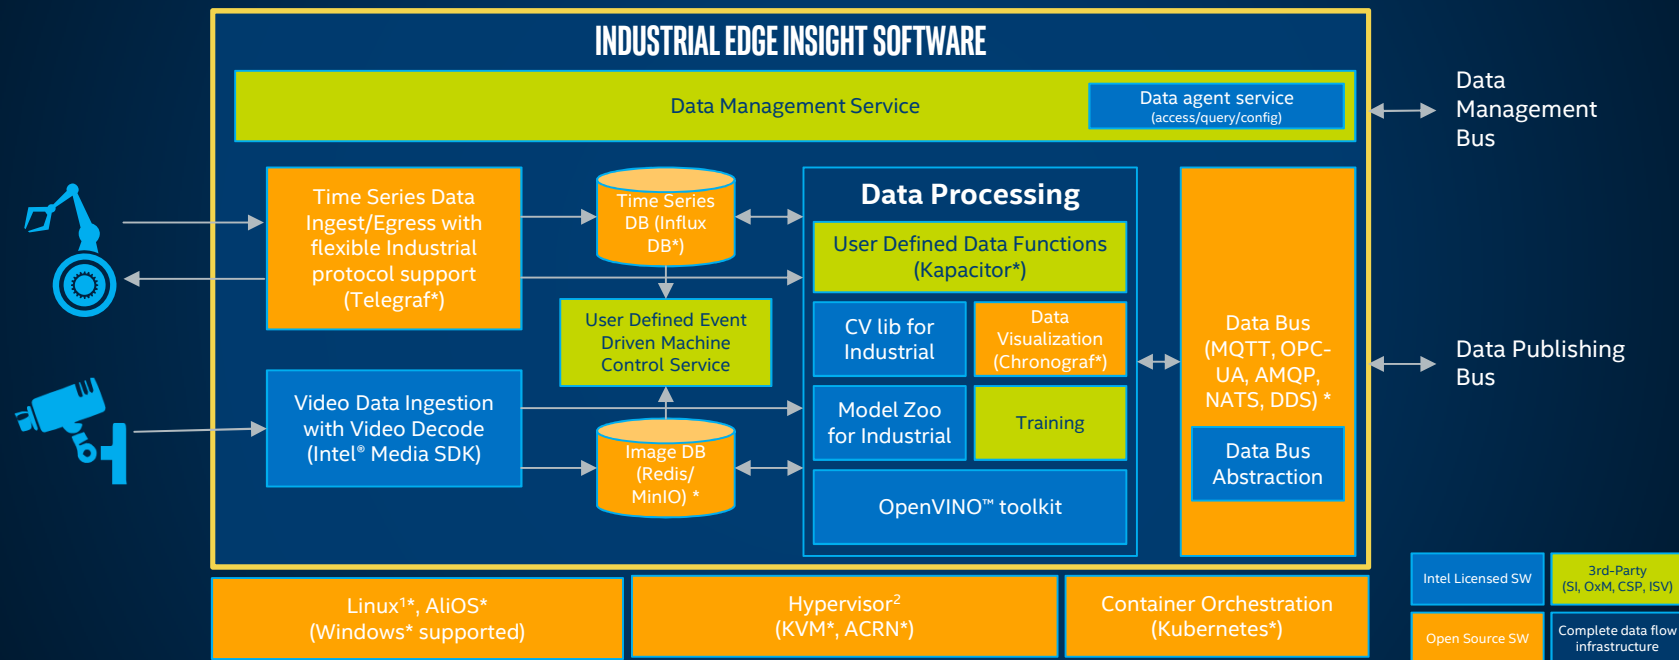 INDUSTRIAL EDGE INSIGHT SOFTWARE
Data Management Service
Data agent service
(access/query/config)
Data
Management
Bus
Time Series Data
Ingest/Egress with
flexible Industrial
protocol support
(Telegraf*)
Time Series
DB (Influx
DB*)
Data Processing
User Defined Data Functions
(Kapacitor*)
User Defined Event
Driven Machine
Control Service
CV lib for
Industrial
Data
Visualization
(Chronograf*)
Data Bus
(MQTT, OPC-
UA, AMQP,
NATS, DDS) *
Data Publishing
Bus
Video Data Ingestion
with Video Decode
(Intel® Media SDK)
Model Zoo
for Industrial
Training
Image DB
(Redis/
MinIO) *
Data Bus
Abstraction
OpenVINO™ toolkit
Linux¹*, AliOS*
(Windows* supported)
Hypervisor²
(KVM*, ACRN*)
Container Orchestration
(Kubernetes*)
Intel Licensed SW
3rd-Party
(SI, OxM, CSP, ISV)
Open Source SW
Complete data flow
infrastructure